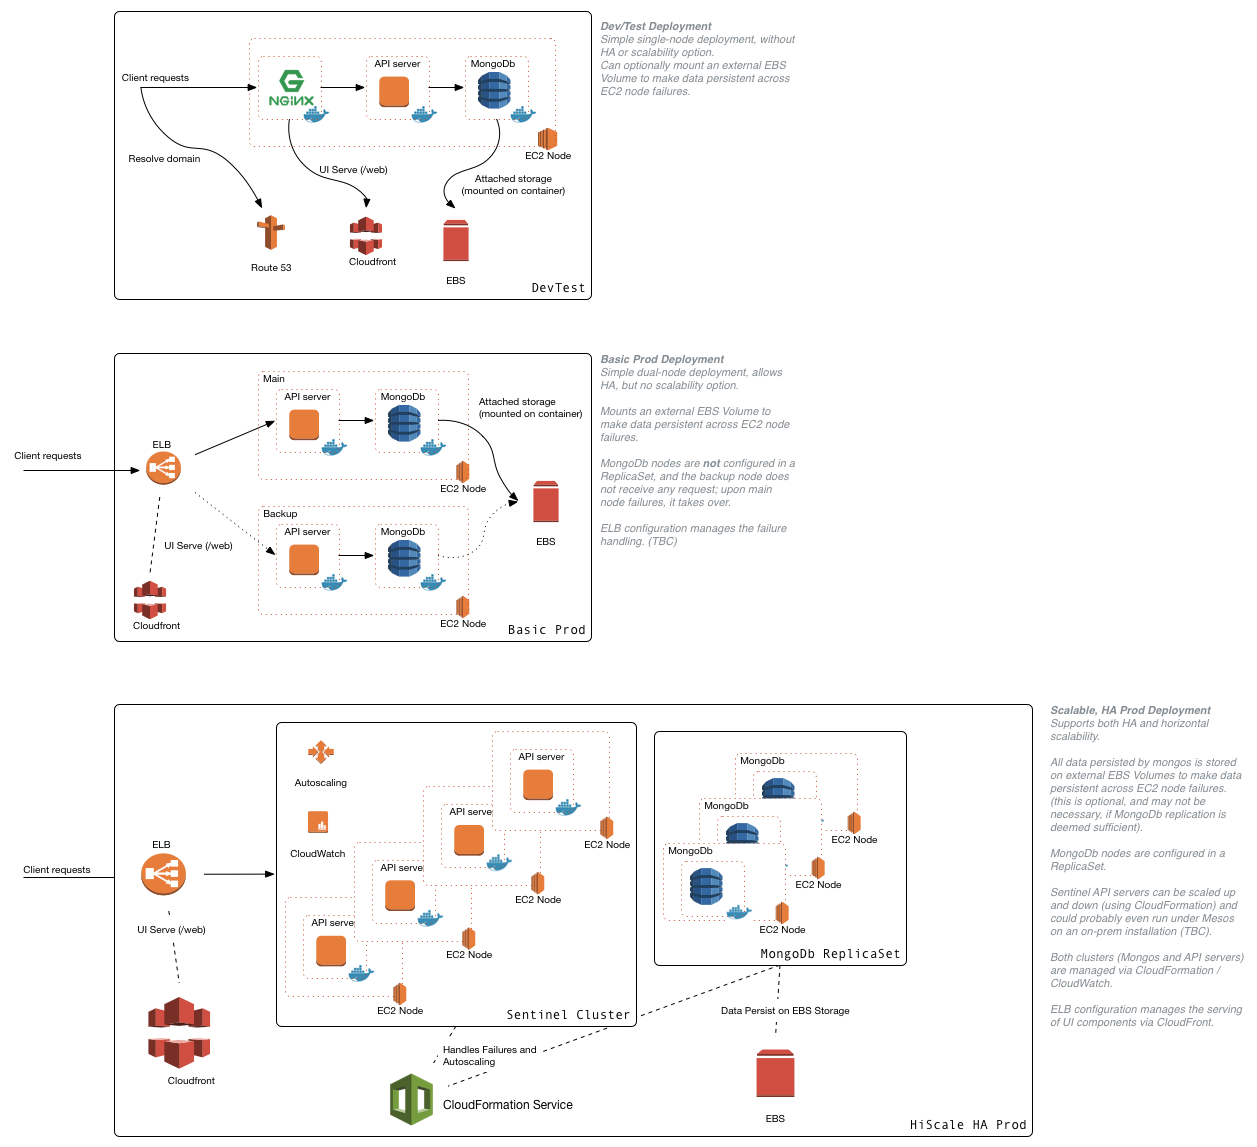 Dev/Test Deployment
Simple single-node deployment, without
HA or scalability option.
Can optionally mount an external EBS
Volume to make data persistent across
EC2 node failures.
Client requests
NGiNX
API server
MongoDb
EC2 Node
Resolve domain
UI Serve (/web)
Attached storage
(mounted on container)
Route 53
Cloudfront
EBS
DevTest
Basic Prod Deployment
Simple dual-node deployment, allows
HA, but no scalability option.
Mounts an external EBS Volume to
make data persistent across EC2 node
failures.
MongoDb nodes are not configured in a
ReplicaSet, and the backup node does
not receive any request; upon main
node failures, it takes over.
ELB configuration manages the failure
handling. (TBC)
Main
API server
MongoDb
Attached storage
(mounted on container)
ELB
Client requests
EC2 Node
Backup
API server
MongoDb
UI Serve (/web)
EBS
Cloudfront
EC2 Node
Basic Prod
Scalable, HA Prod Deployment
Supports both HA and horizontal
scalability.
All data persisted by mongos is stored
on external EBS Volumes to make data
persistent across EC2 node failures.
(this is optional, and may not be
necessary, if MongoDb replication is
deemed sufficient).
MongoDb nodes are configured in a
ReplicaSet.
Sentinel API servers can be scaled up
and down (using CloudFormation) and
could probably even run under Mesos
on an on-prem installation (TBC).
Both clusters (Mongos and API servers)
are managed via CloudFormation /
CloudWatch.
ELB configuration manages the serving
of UI components via CloudFront.
Autoscaling
CloudWatch
API server
EC2 Node
API serve
EC2 Node
API serve
EC2 Node
API serve
EC2 Node
Sentinel Cluster
MongoDb
EC2 Node
MongoDb
EC2 Node
MongoDb
EC2 Node
MongoDb ReplicaSet
ELB
Client requests
UI Serve (/web)
Cloudfront
Data Persist on EBS Storage
Handles Failures and
Autoscaling
CloudFormation Service
EBS
HiScale HA Prod